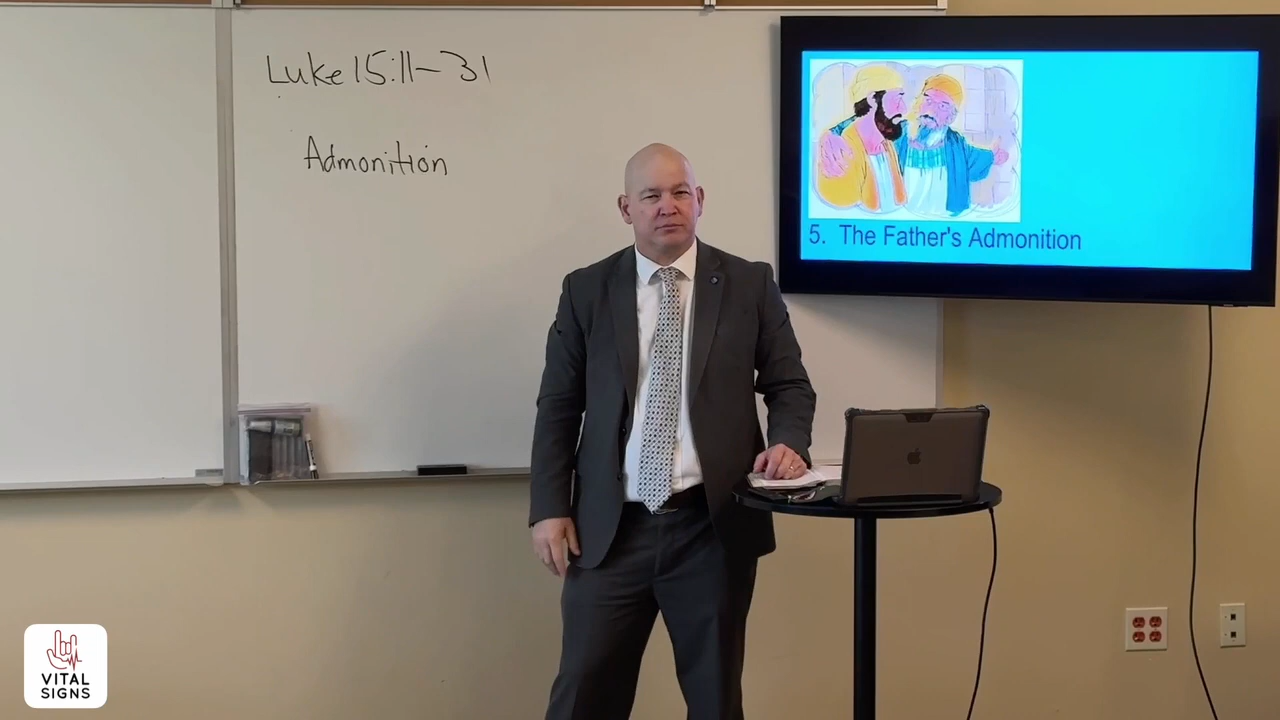 Luke 15:11-31
Admonition
5. The Father's Admonition
VITAL
SIGNS